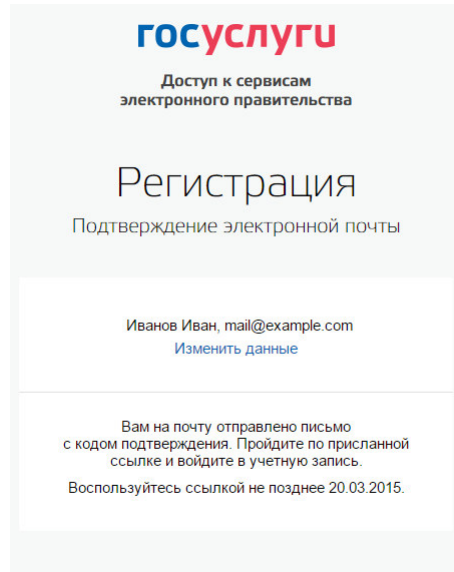 госуслуги
Доступ к сервисам
электронного правительства
Регистрация
Подтверждение электронной почты
Иванов Иван, mail@example.com
Изменить данные
Вам на почту отправлено письмо
с кодом подтверждения. Пройдите по присланной
ссылке и войдите в учетную запись.
Воспользуйтесь ссылкой не позднее 20.03.2015.